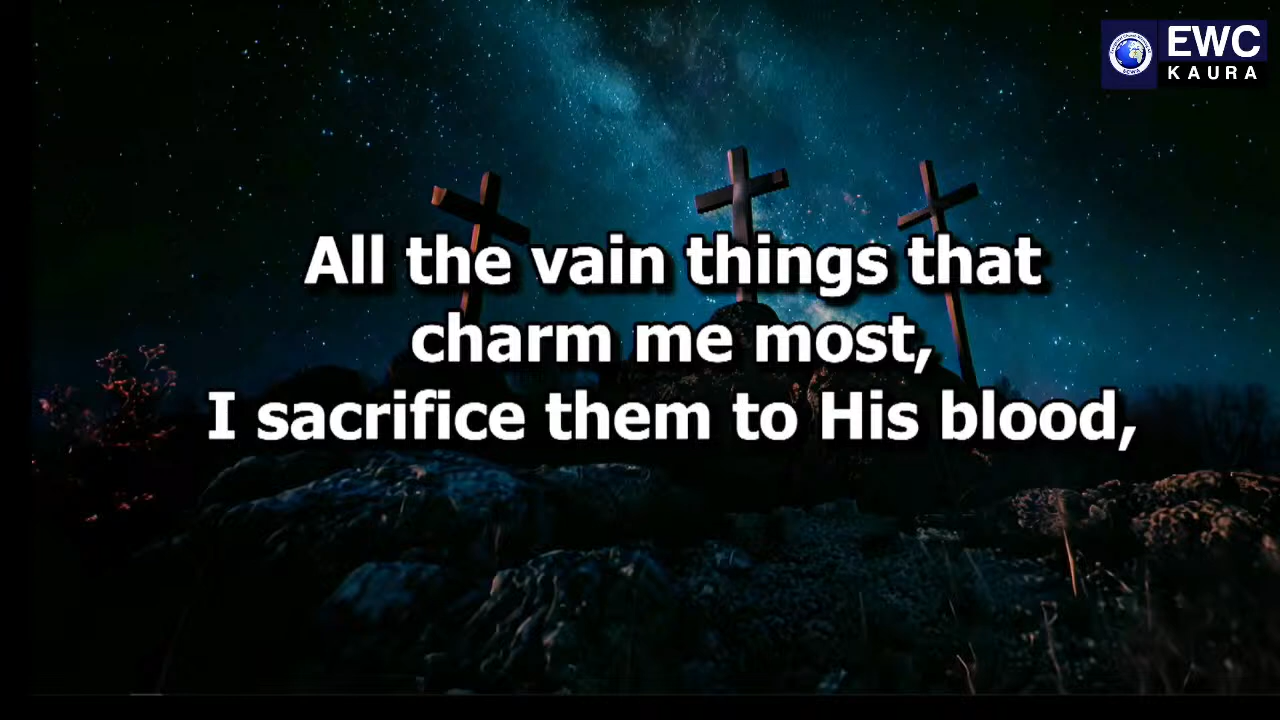 EWC
KAURA
All the vain things that
charm me most,
I sacrifice them to His blood,